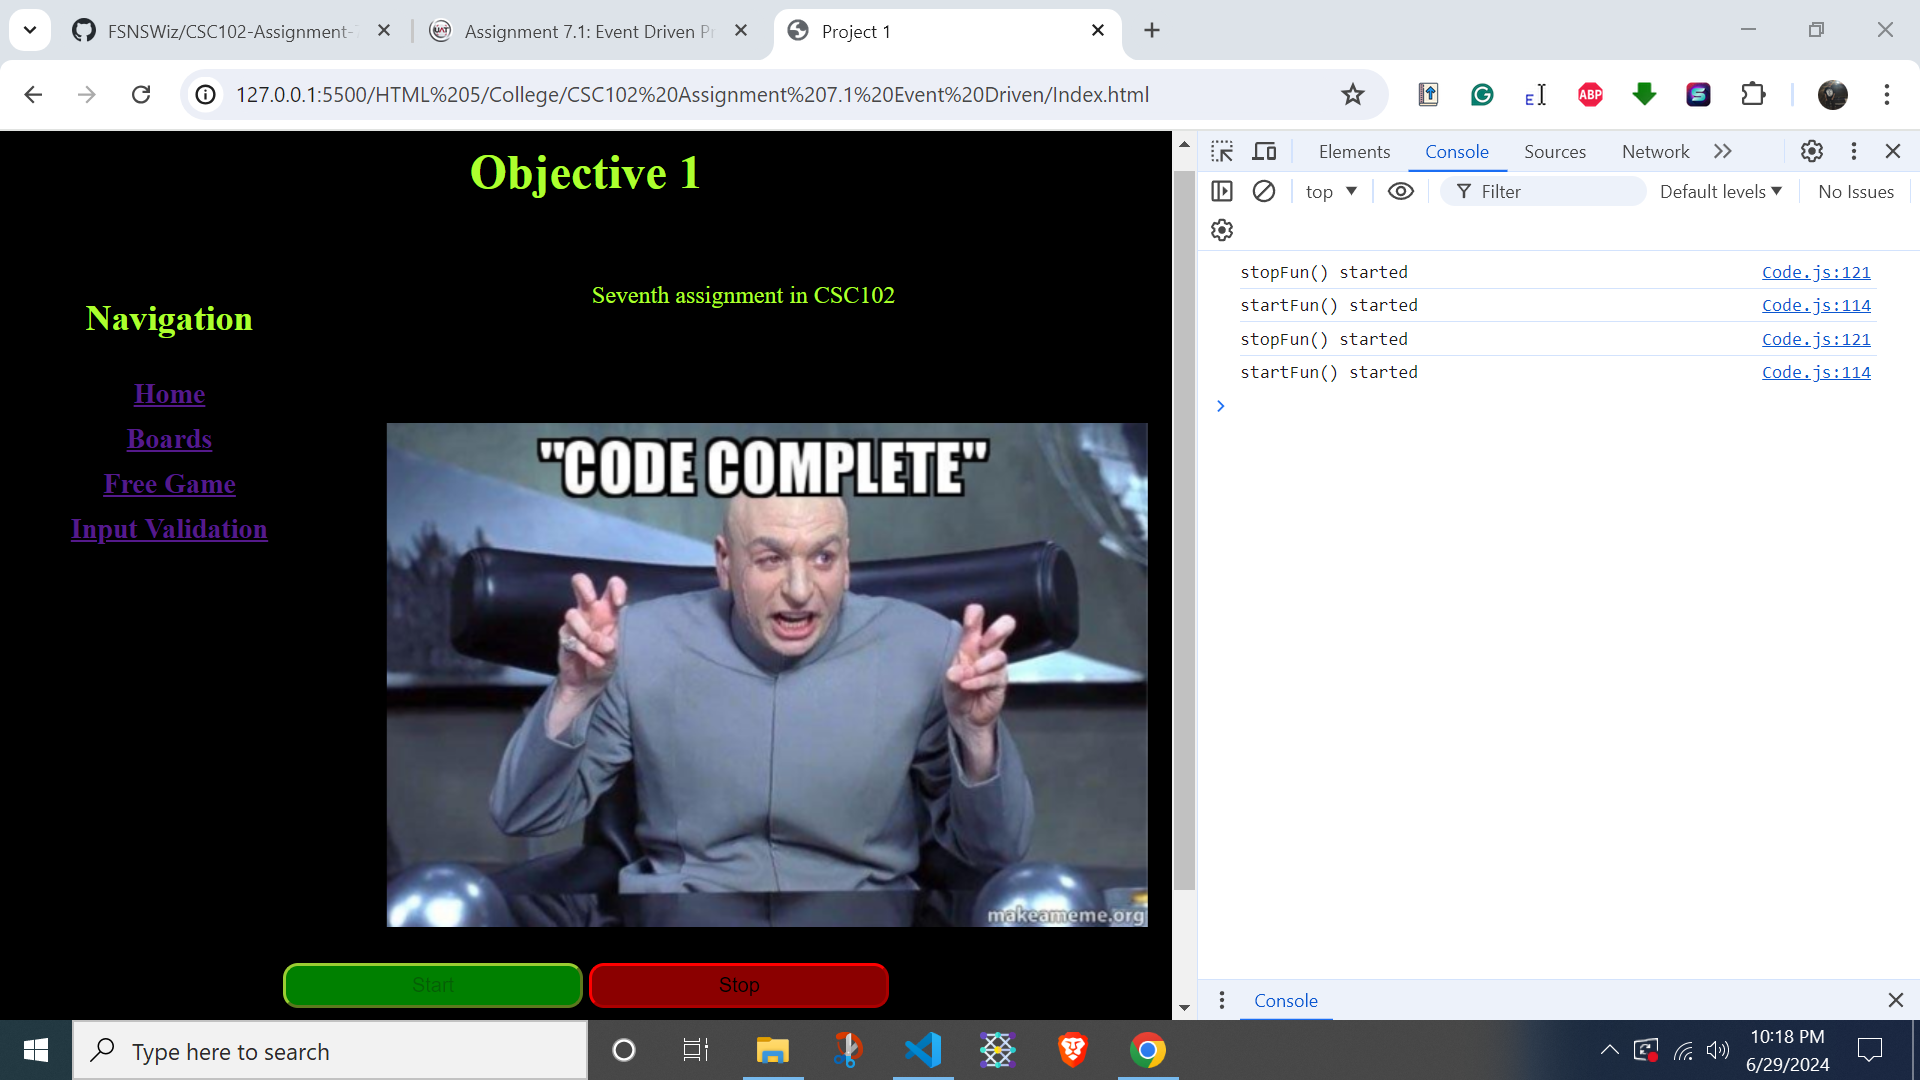 FSNSWiz/CSC102-Assignment-7
Assignment 7.1: Event Driven Pr
Project 1
127.0.0.1:5500/HTML%205/College/CSC102%20Assignment%207.1%20Event%20Driven/Index.html
ABP
Objective 1
Seventh assignment in CSC102
Navigation
Home
Boards
Free Game
Input Validation
"CODE COMPLETE"
makeameme.org
Start
Stop
Elements
Console
Sources
Network
top
Filter
Default levels
No Issues
stopFun() started Code.js:121
startFun() started Code.js:114
stopFun() started Code.js:121
startFun() started Code.js:114
Console
Type here to search
10:18 PM
6/29/2024